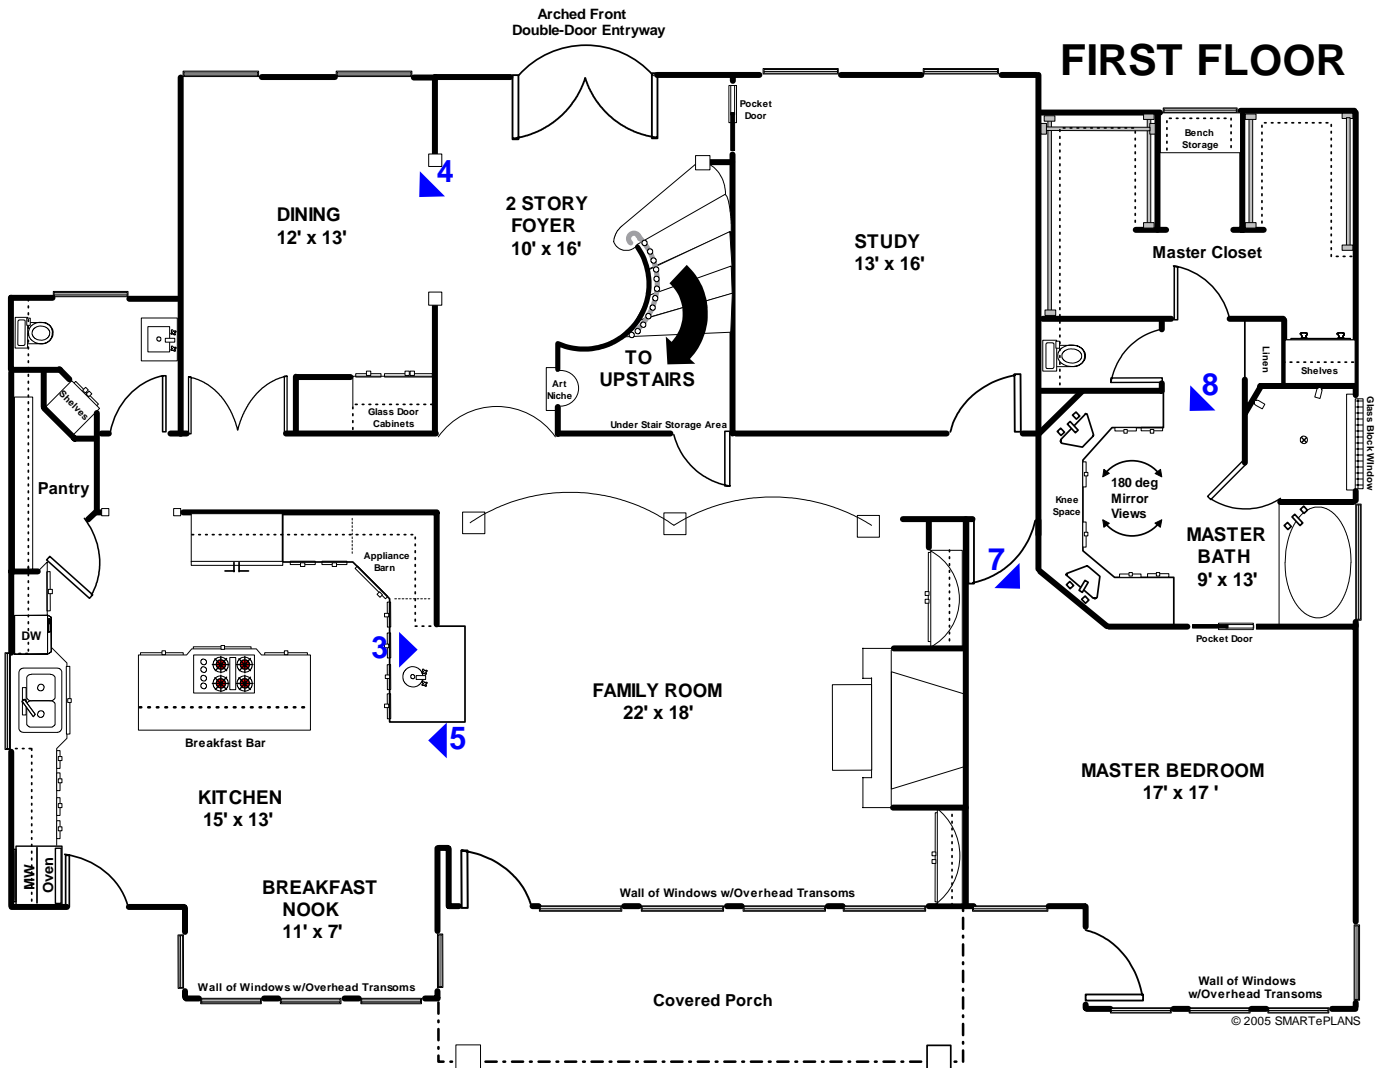 Arched Front
Double-Door Entryway
FIRST FLOOR
Pocket
Door
Bench
Storage
4
DINING
12' x 13'
2 STORY
FOYER
10' x 16'
STUDY
13' x 16'
Master Closet
TO
UPSTAIRS
Linen
Shelves
8
Shelves
Art
Niche
Glass Door
Cabinets
Under Stair Storage Area
Glass Block Window
Pantry
Knee
Space
180 deg
Mirror
Views
MASTER
BATH
9' x 13'
Appliance
Barn
7
DW
3
Pocket Door
FAMILY ROOM
22' x 18'
5
Breakfast Bar
MASTER BEDROOM
17' x 17 '
KITCHEN
15' x 13'
MW
Oven
BREAKFAST
NOOK
11' x 7'
Wall of Windows w/Overhead Transoms
Wall of Windows w/Overhead Transoms
Wall of Windows
w/Overhead Transoms
Covered Porch
© 2005 SMARTePLANS